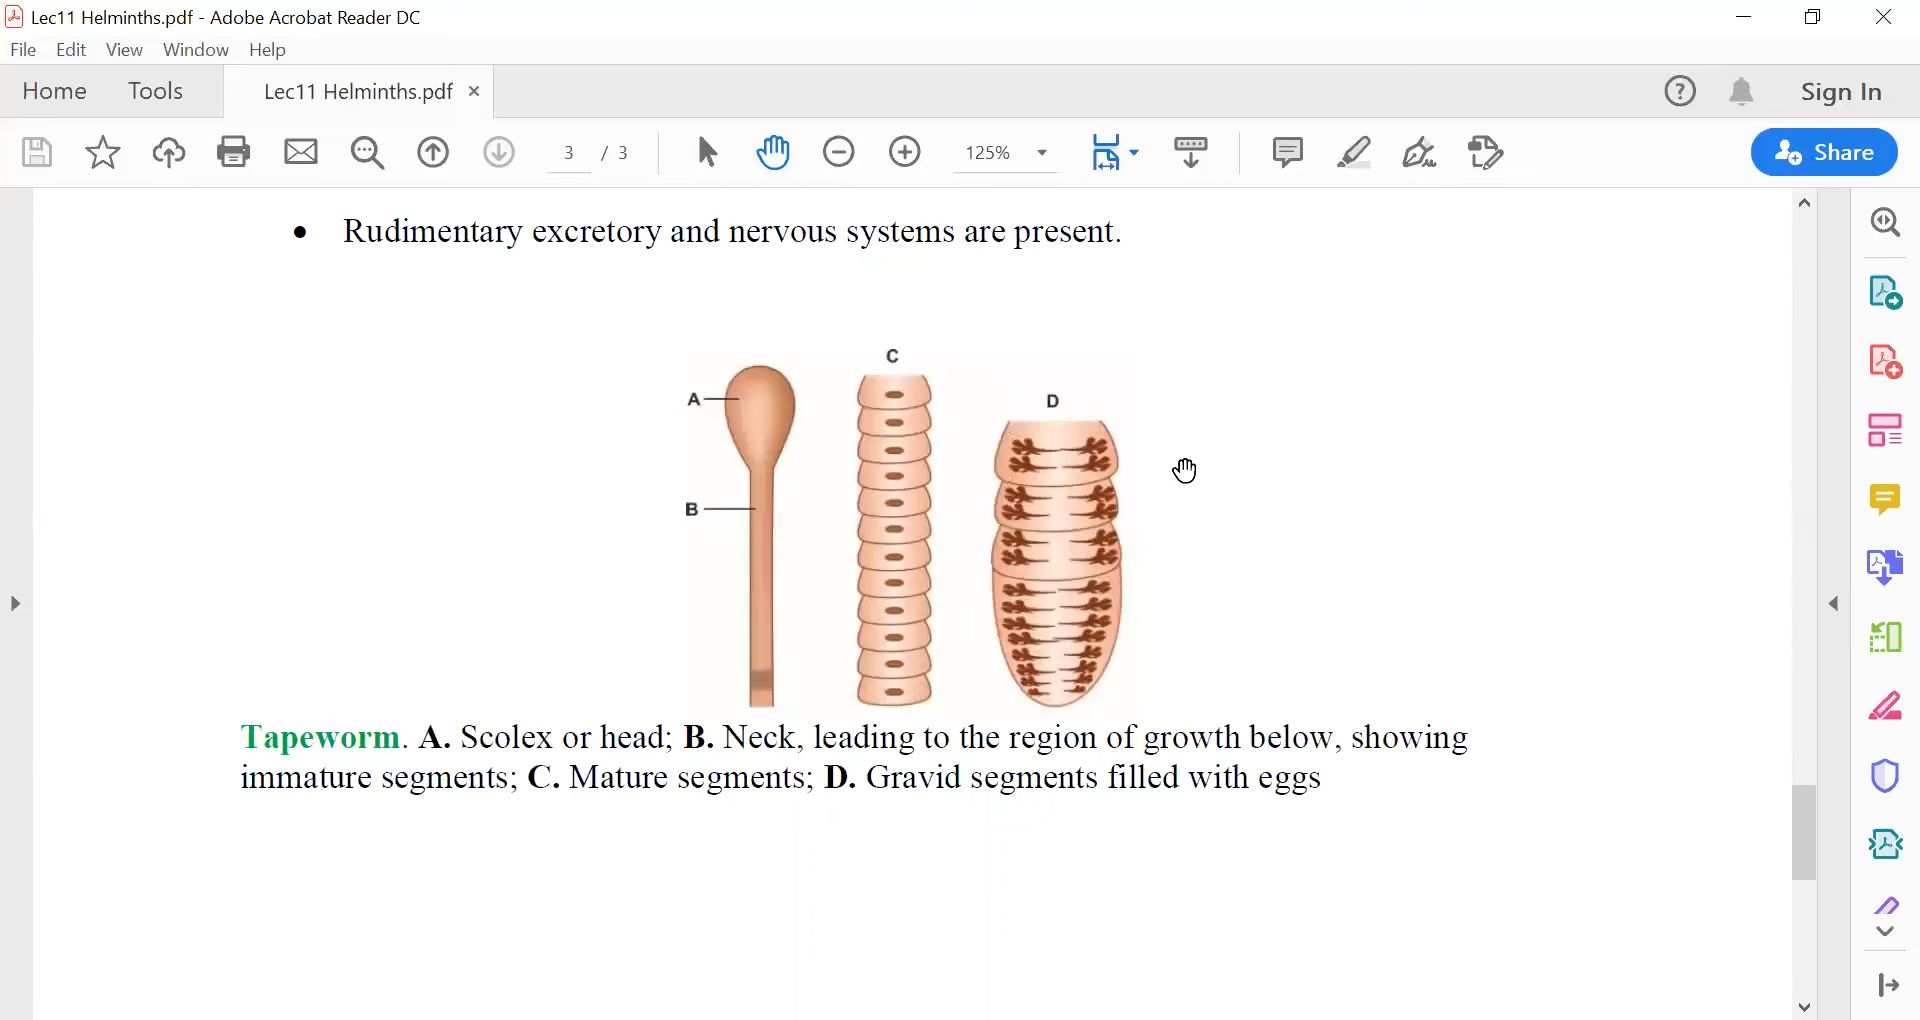 Lec11 Helminths.pdf - Adobe Acrobat Reader DC
File Edit View Window Help
Home Tools Lec11 Helminths.pdf × Sign In
3 / 3 125% Share
• Rudimentary excretory and nervous systems are present.
C
A D
B
Tapeworm. A. Scolex or head; B. Neck, leading to the region of growth below, showing
immature segments; C. Mature segments; D. Gravid segments filled with eggs